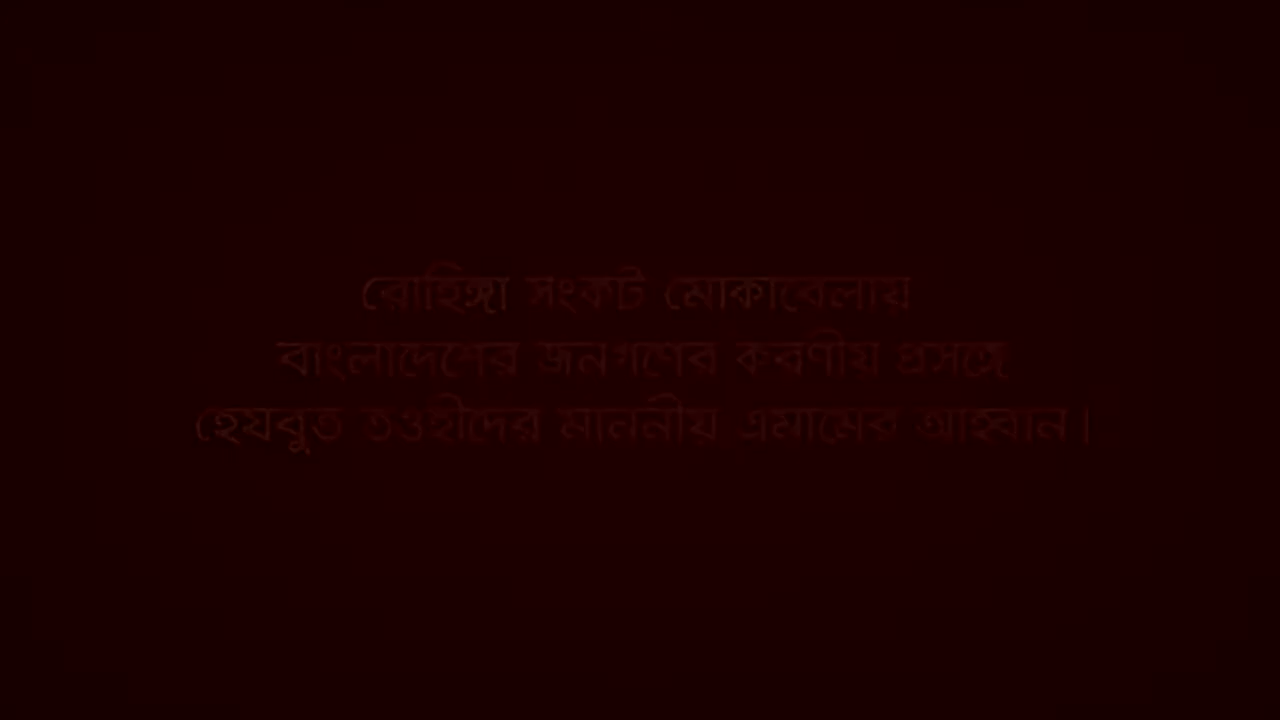 রোহিঙ্গা সংকট মোকাবেলায়
বাংলাদেশের জনগণের করণীয় প্রসঙ্গে
হেযবুত তওহীদের মাননীয় এমামের আহ্বান।